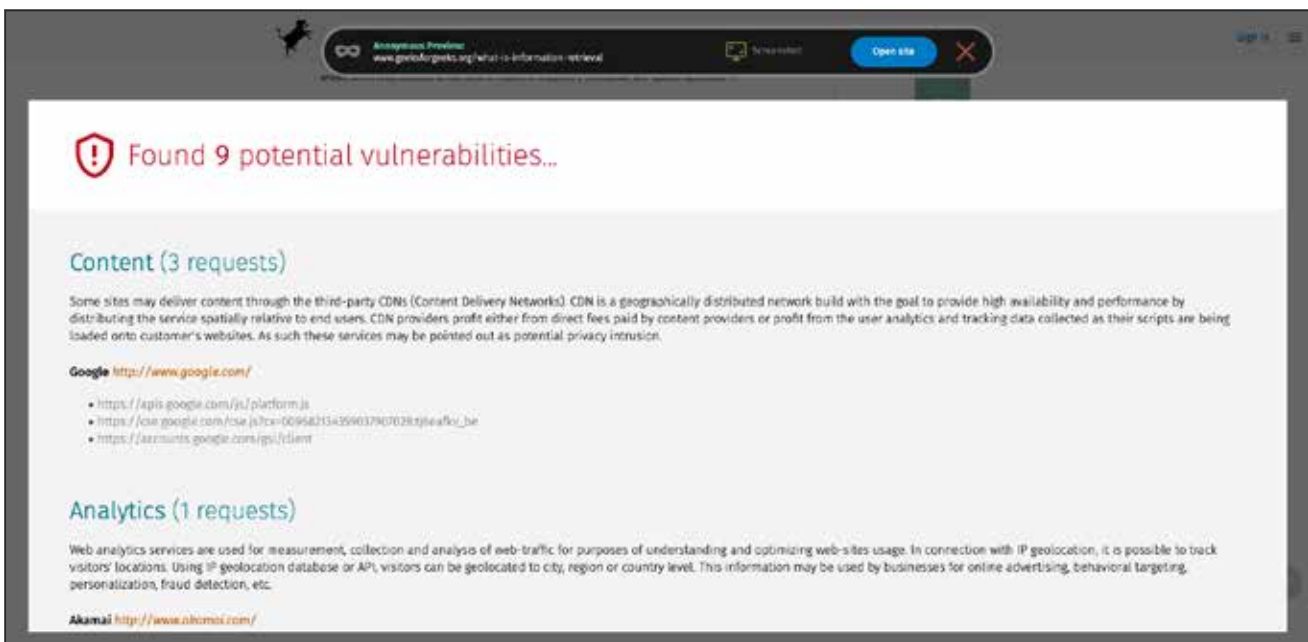 Anonymous Preview:
www.geeksforgeeks.org/what-is-information-retrieval
Screenshot
Open site
Sign In
Found 9 potential vulnerabilities...
Content (3 requests)
Some sites may deliver content through the third-party CDNs (Content Delivery Networks). CDN is a geographically distributed network build with the goal to provide high availability and performance by
distributing the service spatially relative to end users. CDN providers profit either from direct fees paid by content providers or profit from the user analytics and tracking data collected as their scripts are being
loaded onto customer's websites. As such these services may be pointed out as potential privacy intrusion.
Google http://www.google.com/
• https://apis.google.com/js/platform.js
• https://accounts.google.com/gsi/client
Analytics (1 requests)
Web analytics services are used for measurement, collection and analysis of web-traffic for purposes of understanding and optimizing web-sites usage. In connection with IP geolocation, it is possible to track
visitors' locations. Using IP geolocation database or API, visitors can be geolocated to city, region or country level. This information may be used by businesses for online advertising, behavioral targeting,
personalization, fraud detection, etc.
Akamai http://www.akamai.com/